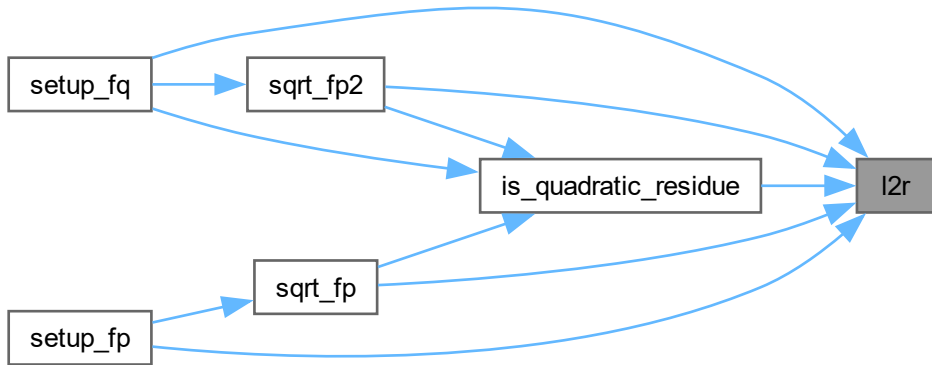 setup_fq
sqrt_fp2
is_quadratic_residue
l2r
sqrt_fp
setup_fp